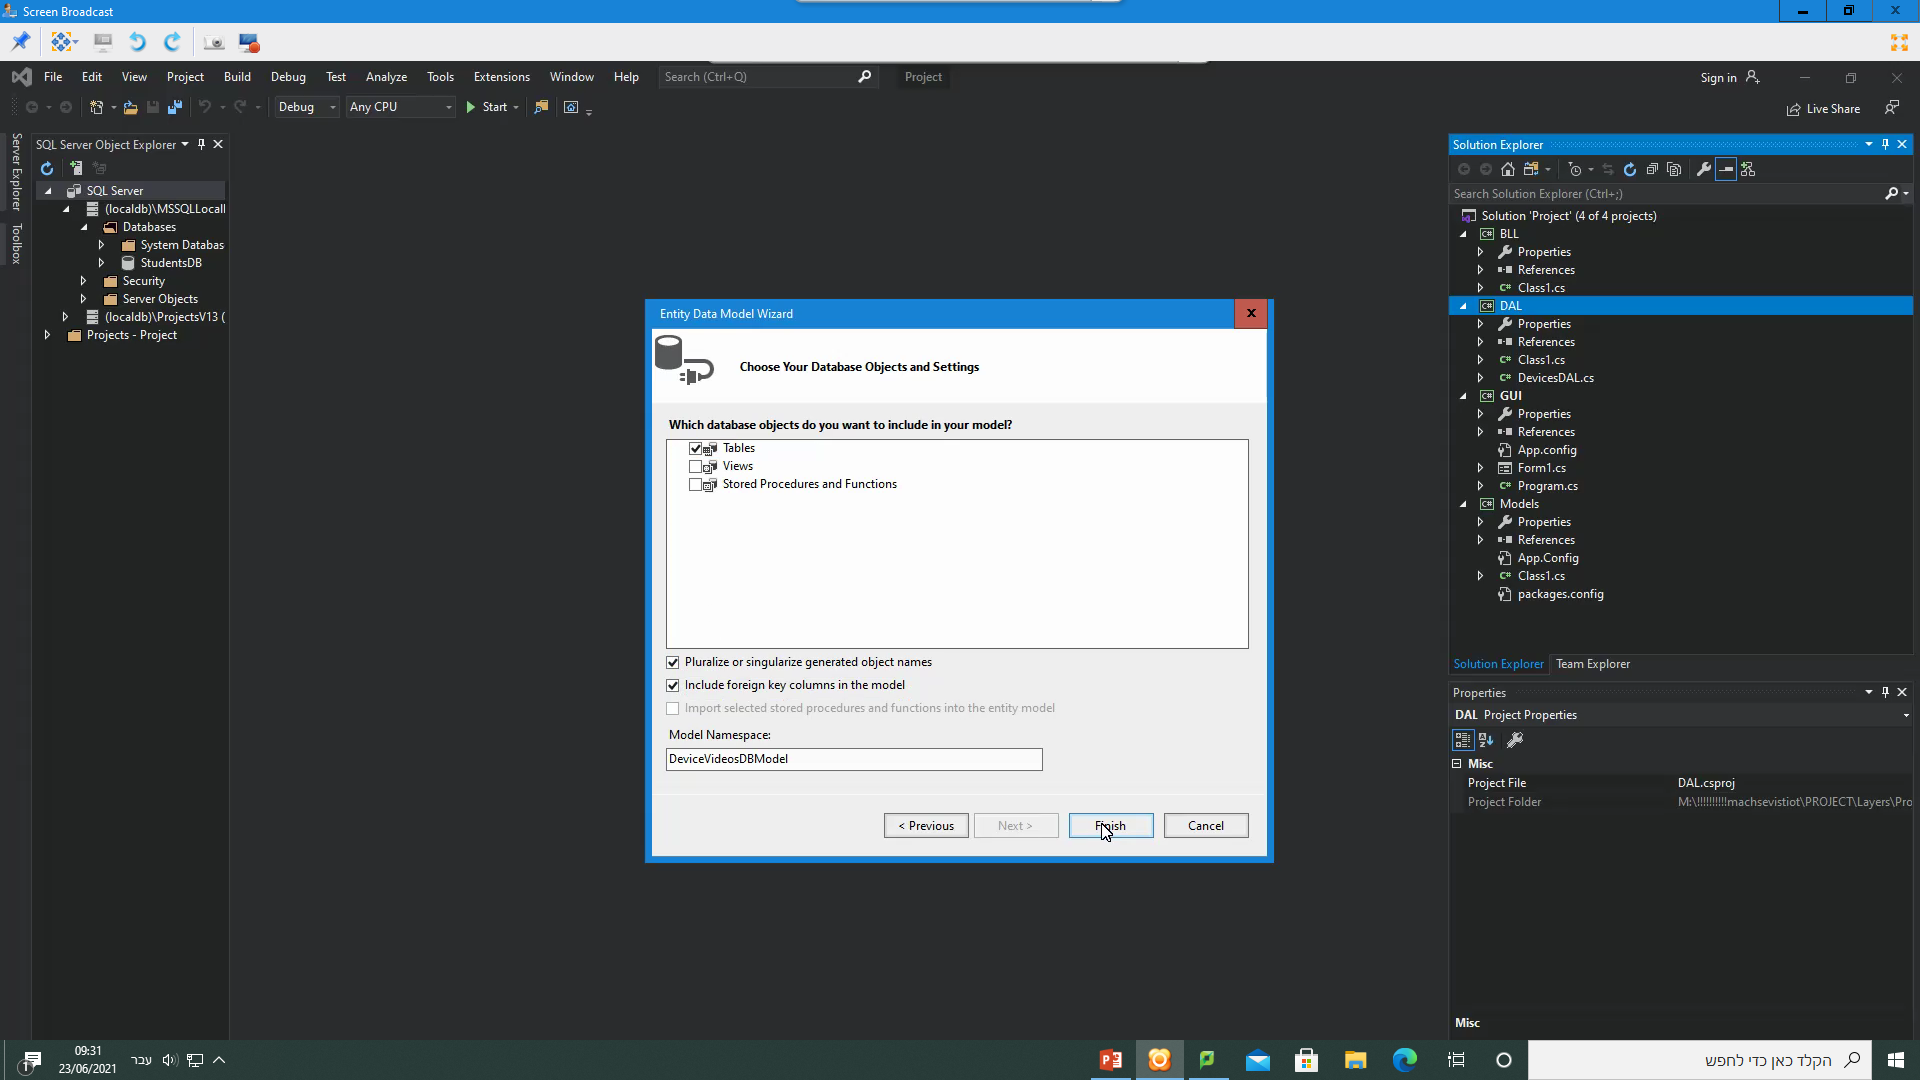 Screen Broadcast
File Edit View Project Build Debug Test Analyze Tools Extensions Window Help Search (Ctrl+Q) Project Sign in
Debug Any CPU Start Live Share
Server Explorer
Toolbox
SQL Server Object Explorer
SQL Server
(localdb)\MSSQLLocall
Databases
System Databas
StudentsDB
Security
Server Objects
(localdb)\ProjectsV13 (
Projects - Project
Entity Data Model Wizard
Choose Your Database Objects and Settings
Which database objects do you want to include in your model?
Tables
Views
Stored Procedures and Functions
Pluralize or singularize generated object names
Include foreign key columns in the model
Import selected stored procedures and functions into the entity model
Model Namespace:
DeviceVideosDBModel
< Previous Next > Finish Cancel
Solution Explorer
Search Solution Explorer (Ctrl+;)
Solution 'Project' (4 of 4 projects)
BLL
Properties
References
Class1.cs
DAL
Properties
References
Class1.cs
DevicesDAL.cs
GUI
Properties
References
App.config
Form1.cs
Program.cs
Models
Properties
References
App.Config
Class1.cs
packages.config
Solution Explorer Team Explorer
Properties
DAL Project Properties
Misc
Project File DAL.csproj
Project Folder M:\!!!!!!!!!!machsevistiot\PROJECT\Layers\Pro
Misc
09:31
23/06/2021
עבר
הקלד כאן כדי לחפש